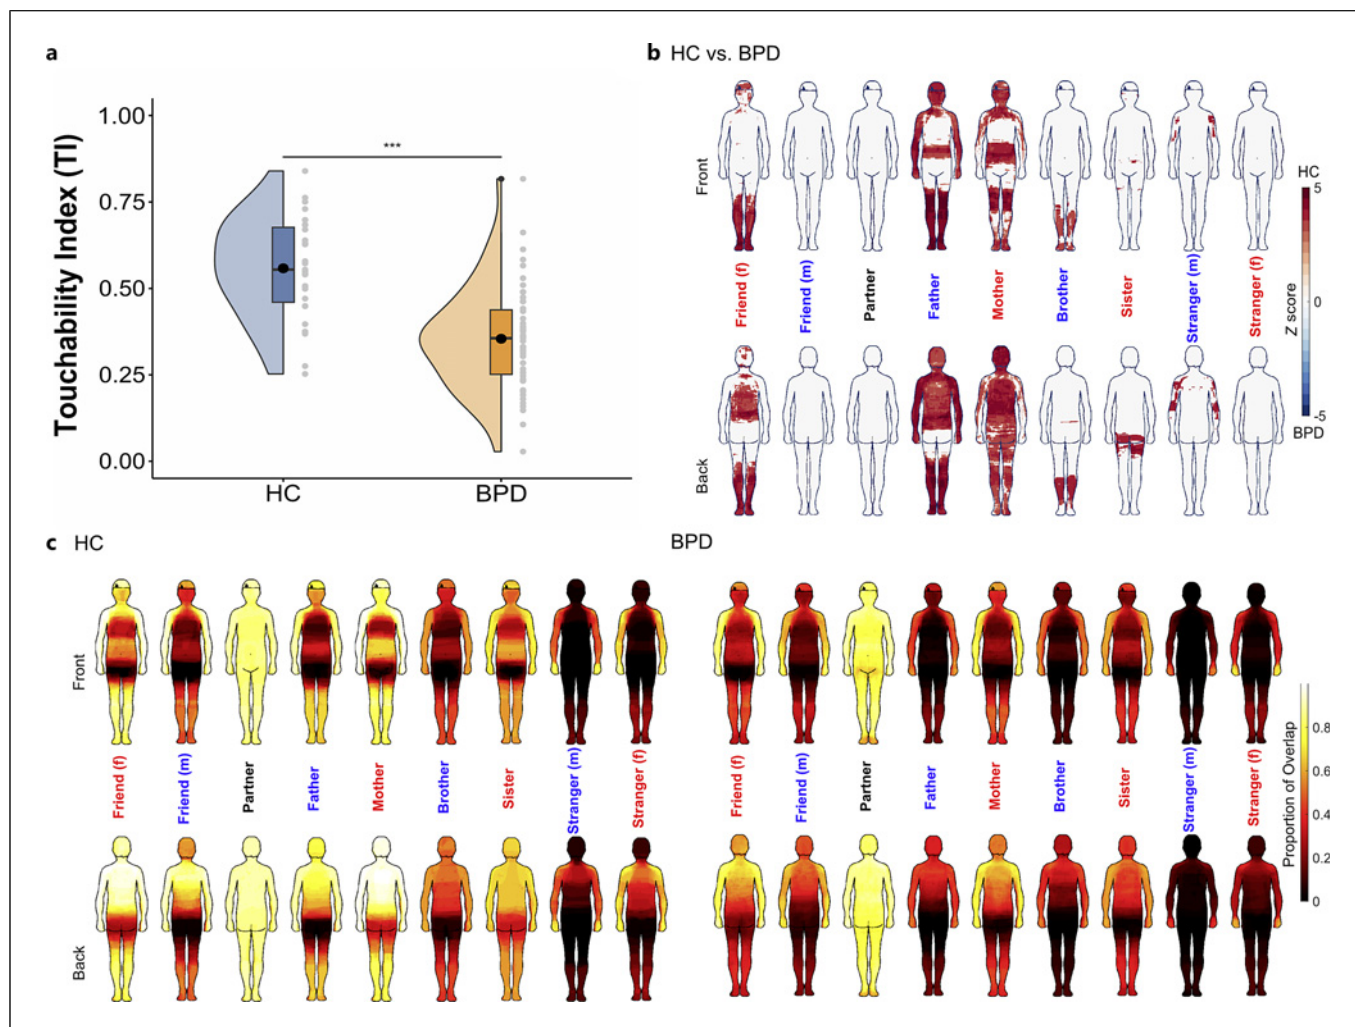 a
Touchability Index (TI)
1.00
0.75
0.50
0.25
0.00
***
HC
BPD
b HC vs. BPD
Front
Friend (f)
Friend (m)
Partner
Father
Mother
Brother
Sister
Stranger (m)
Stranger (f)
Back
HC
5
0
-5
BPD
Z score
c HC
Front
Friend (f)
Friend (m)
Partner
Father
Mother
Brother
Sister
Stranger (m)
Stranger (f)
Back
BPD
Friend (f)
Friend (m)
Partner
Father
Mother
Brother
Sister
Stranger (m)
Stranger (f)
Proportion of Overlap
0.8
0.6
0.4
0.2
0